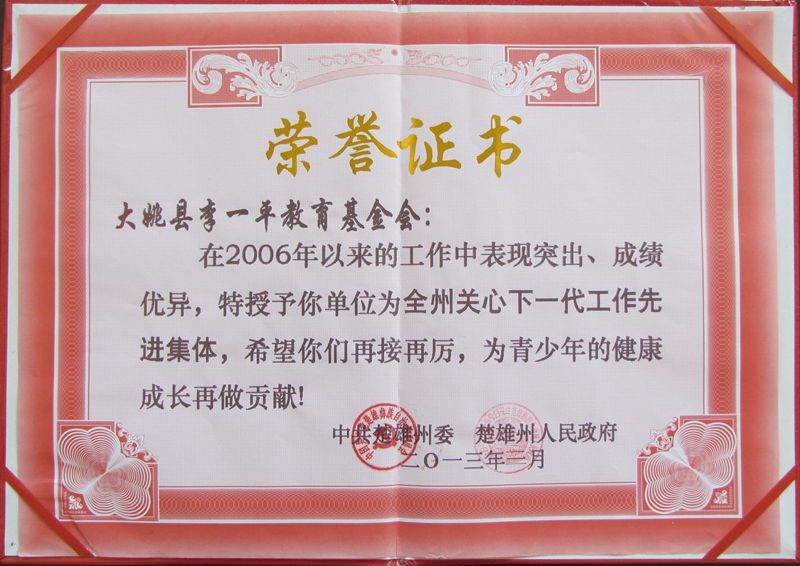 荣誉证书
大姚县李一平教育基金会：
在2006年以来的工作中表现突出、成绩
优异，特授予你单位为全州关心下一代工作先
进集体，希望你们再接再厉，为青少年的健康
成长再做贡献！
中共楚雄州委 楚雄州人民政府
二〇一三年三月